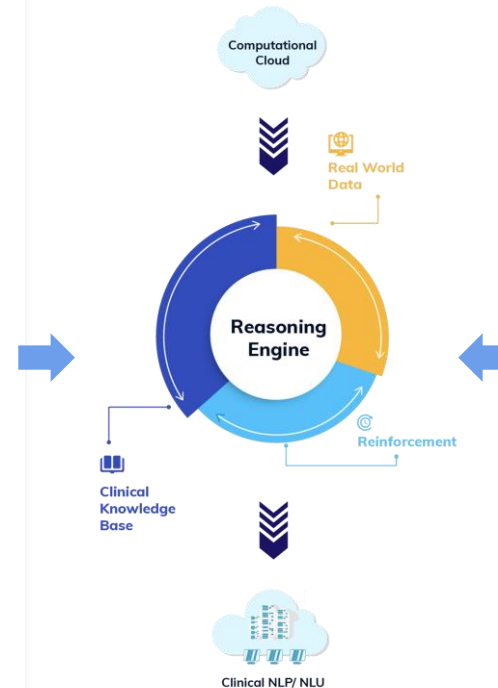 Computational
Cloud
Real World
Data
Reasoning
Engine
Reinforcement
Clinical
Knowledge
Base
Clinical NLP/ NLU